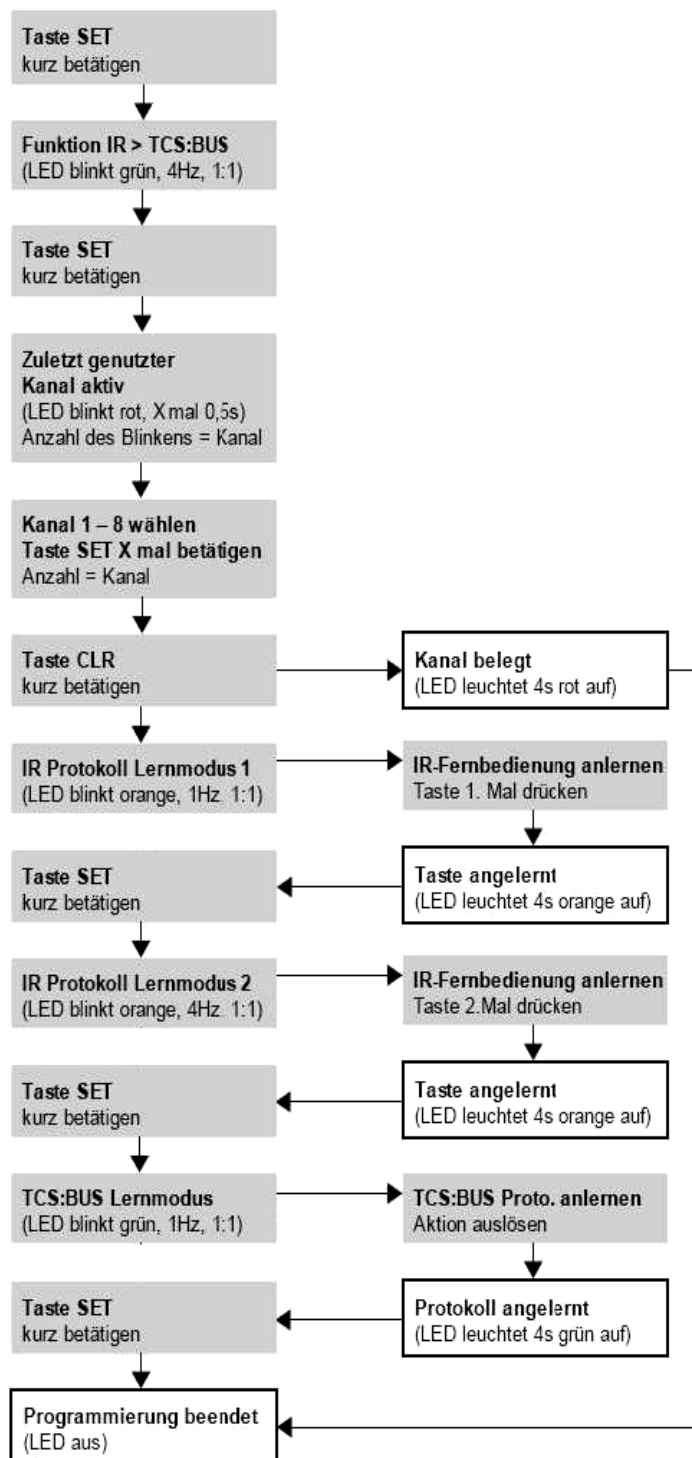 Taste SET
kurz betätigen
Funktion IR > TCS:BUS
(LED blinkt grün, 4Hz, 1:1)
Taste SET
kurz betätigen
Zuletzt genutzter
Kanal aktiv
(LED blinkt rot, X mal 0,5s)
Anzahl des Blinkens = Kanal
Kanal 1 – 8 wählen
Taste SET X mal betätigen
Anzahl = Kanal
Taste CLR
kurz betätigen
Kanal belegt
(LED leuchtet 4s rot auf)
IR Protokoll Lernmodus 1
(LED blinkt orange, 1Hz 1:1)
IR-Fernbedienung anlernen
Taste 1. Mal drücken
Taste angelernt
(LED leuchtet 4s orange auf)
Taste SET
kurz betätigen
IR Protokoll Lernmodus 2
(LED blinkt orange, 4Hz 1:1)
IR-Fernbedienung anlernen
Taste 2.Mal drücken
Taste angelernt
(LED leuchtet 4s orange auf)
Taste SET
kurz betätigen
TCS:BUS Lernmodus
(LED blinkt grün, 1Hz, 1:1)
TCS:BUS Proto. anlernen
Aktion auslösen
Protokoll angelernt
(LED leuchtet 4s grün auf)
Taste SET
kurz betätigen
Programmierung beendet
(LED aus)